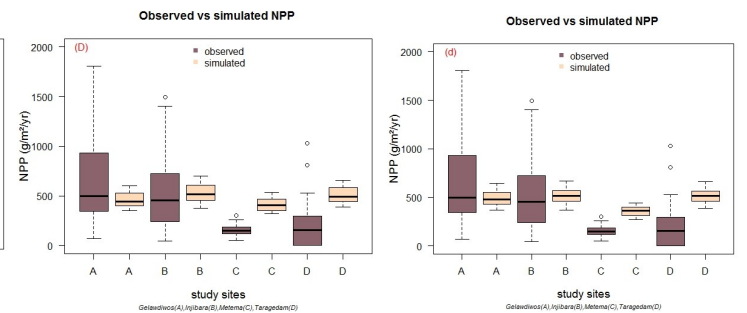 Observed vs simulated NPP
(D)
observed
simulated
2000
1500
1000
500
0
NPP (g/m²/yr)
A A B B C C D D
study sites
Gelawdiwos(A),Injibara(B),Metema(C),Taragedam(D)
Observed vs simulated NPP
(d)
observed
simulated
2000
1500
1000
500
0
NPP (g/m²/yr)
A A B B C C D D
study sites
Gelawdiwos(A),Injibara(B),Metema(C),Taragedam(D)